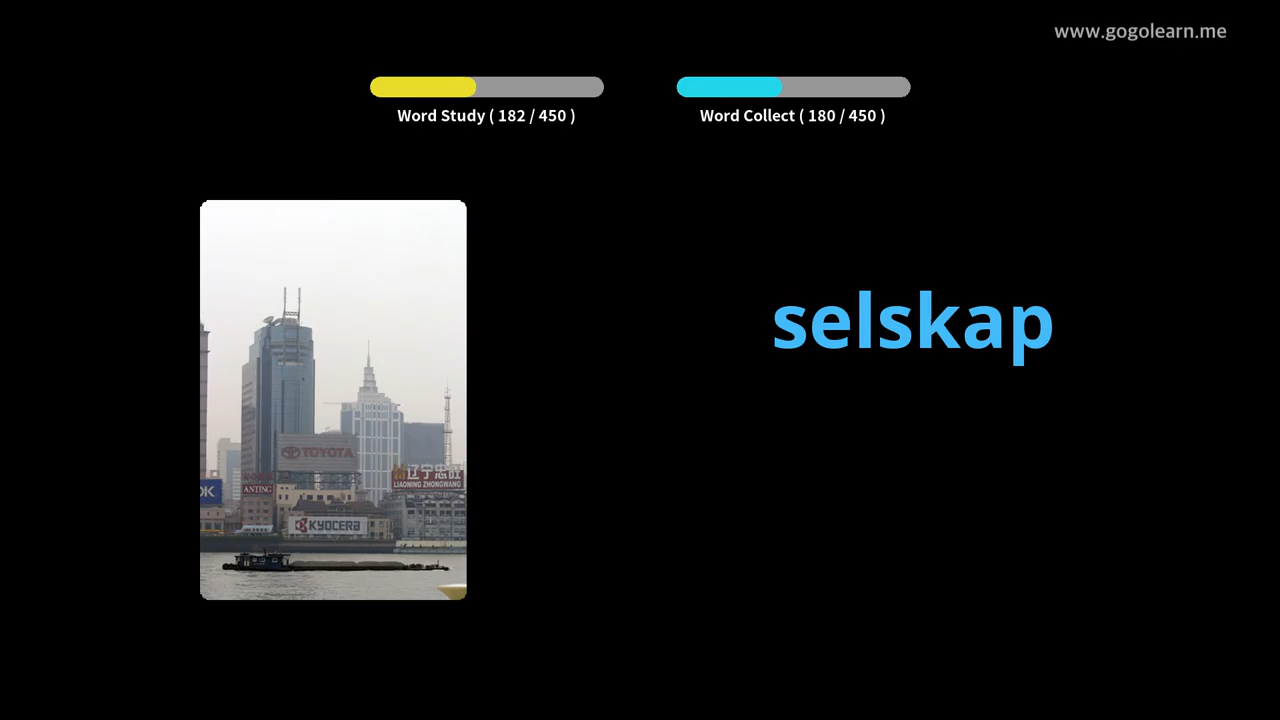 www.gogolearn.me
Word Study ( 182 / 450 )
Word Collect ( 180 / 450 )
selskap
TOYOTA
辽宁忠旺
LIAONING ZHONGWANG
ANTING
KYOCERA